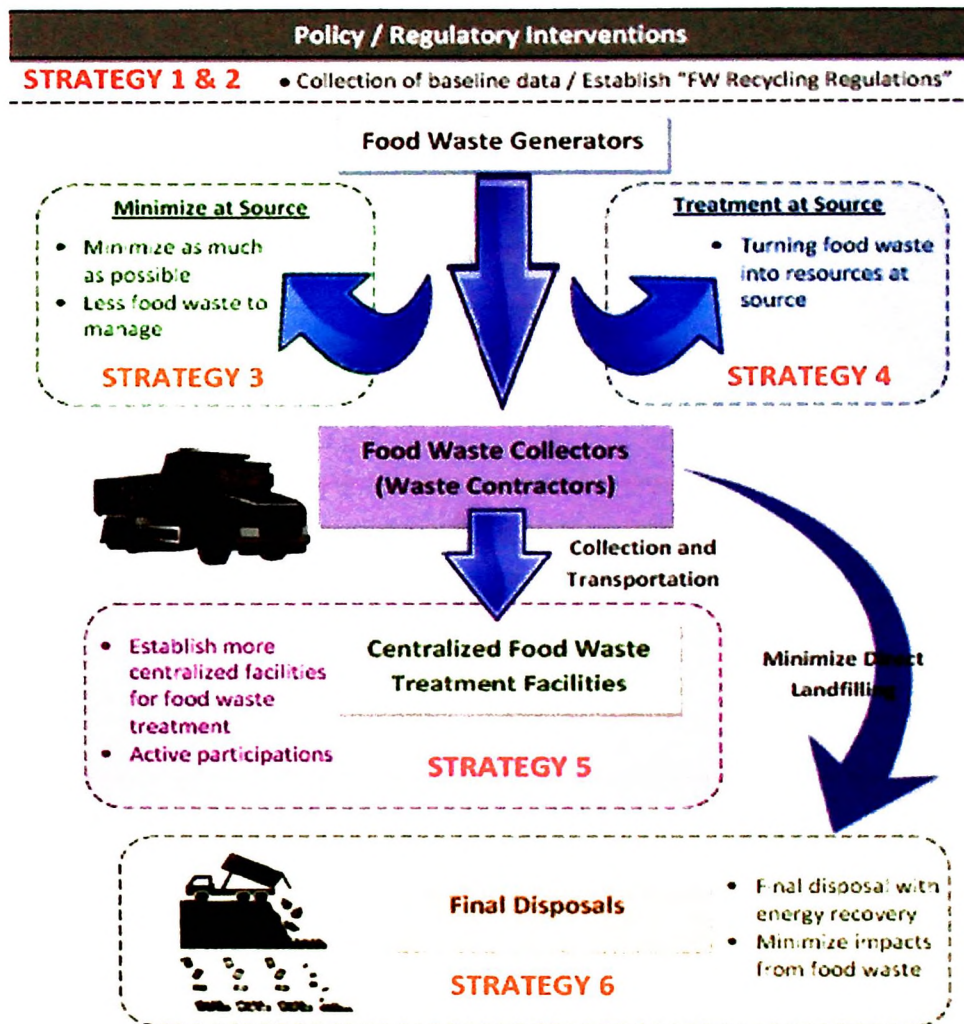 Policy / Regulatory Interventions
STRATEGY 1 & 2
• Collection of baseline data / Establish "FW Recycling Regulations"
Food Waste Generators
Minimize at Source
• Minimize as much
as possible
• Less food waste to
manage
STRATEGY 3
Treatment at Source
• Turning food waste
into resources at
source
STRATEGY 4
Food Waste Collectors
(Waste Contractors)
Collection and
Transportation
• Establish more
centralized facilities
for food waste
treatment
• Active participations
Centralized Food Waste
Treatment Facilities
STRATEGY 5
Minimize Direct
Landfilling
Final Disposals
• Final disposal with
energy recovery
• Minimize impacts
from food waste
STRATEGY 6